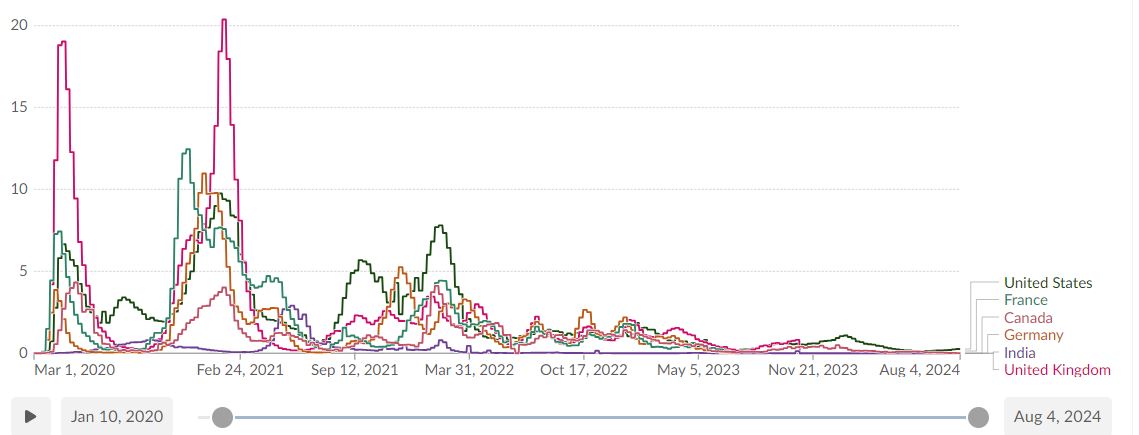 20
15
10
5
0
Mar 1, 2020 Feb 24, 2021 Sep 12, 2021 Mar 31, 2022 Oct 17, 2022 May 5, 2023 Nov 21, 2023 Aug 4, 2024
United States
France
Canada
Germany
India
United Kingdom
Jan 10, 2020 Aug 4, 2024